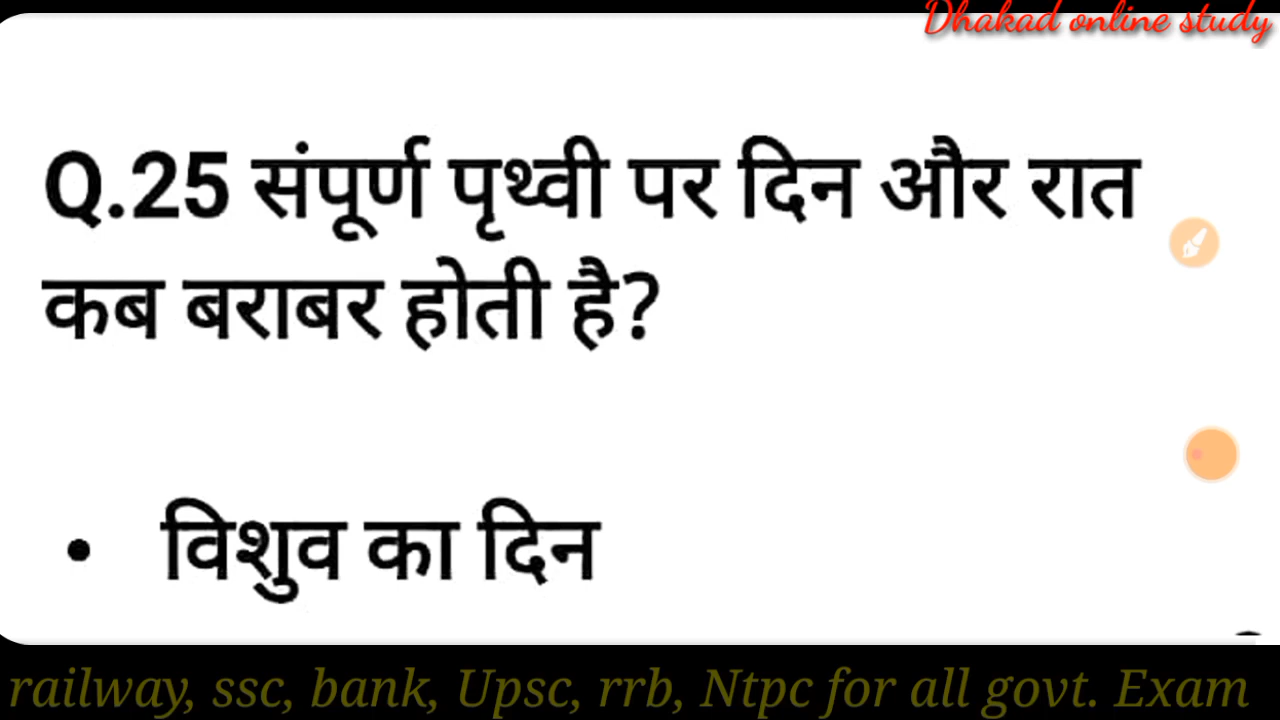 Dhakad online study
Q.25 संपूर्ण पृथ्वी पर दिन और रात
कब बराबर होती है?
• विशुव का दिन
railway, ssc, bank, Upsc, rrb, Ntpc for all govt. Exam